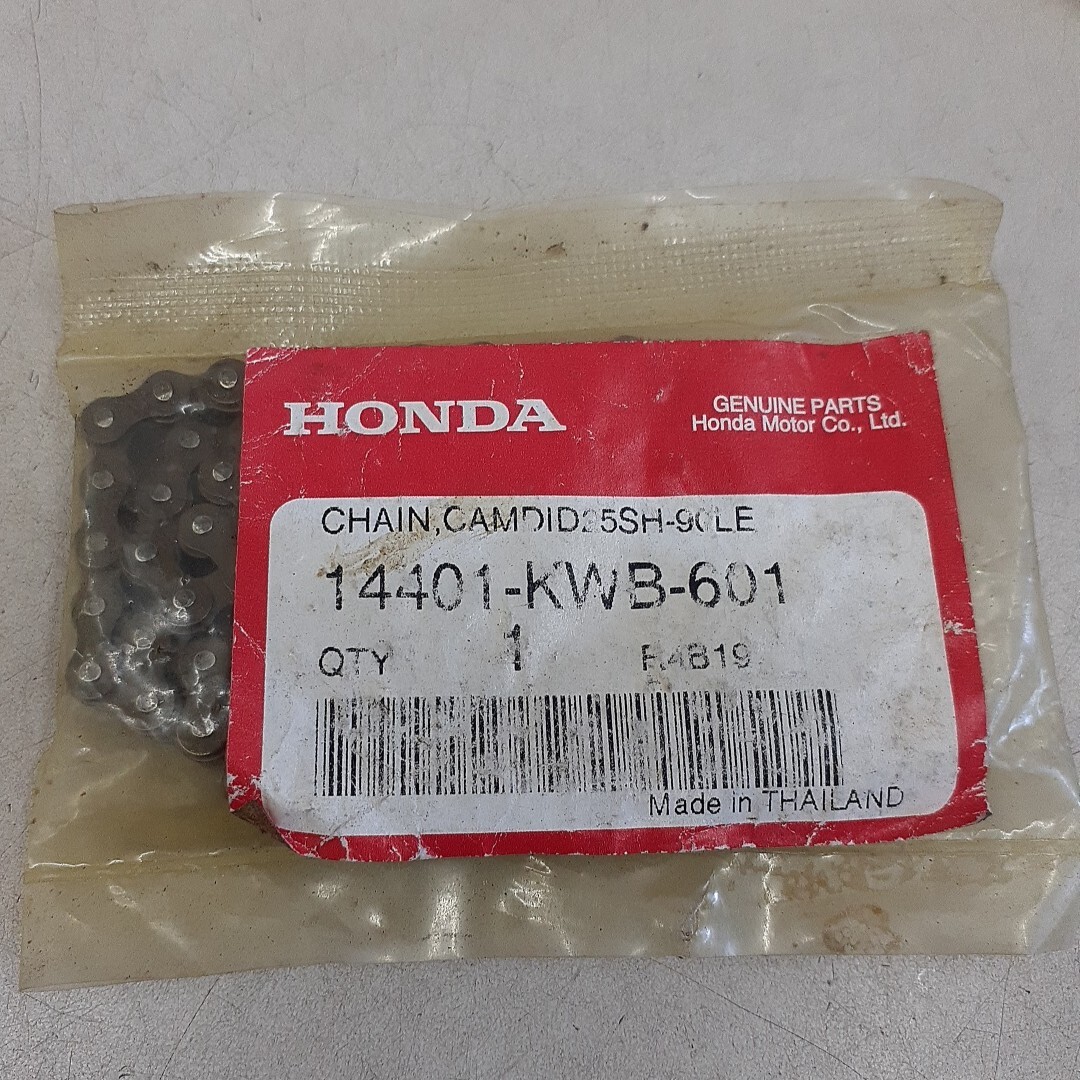 HONDA
GENUINE PARTS
Honda Motor Co., Ltd.
CHAIN,CAMDID25SH-90LE
14401-KWB-601
QTY 1 R4B19
Made in THAILAND